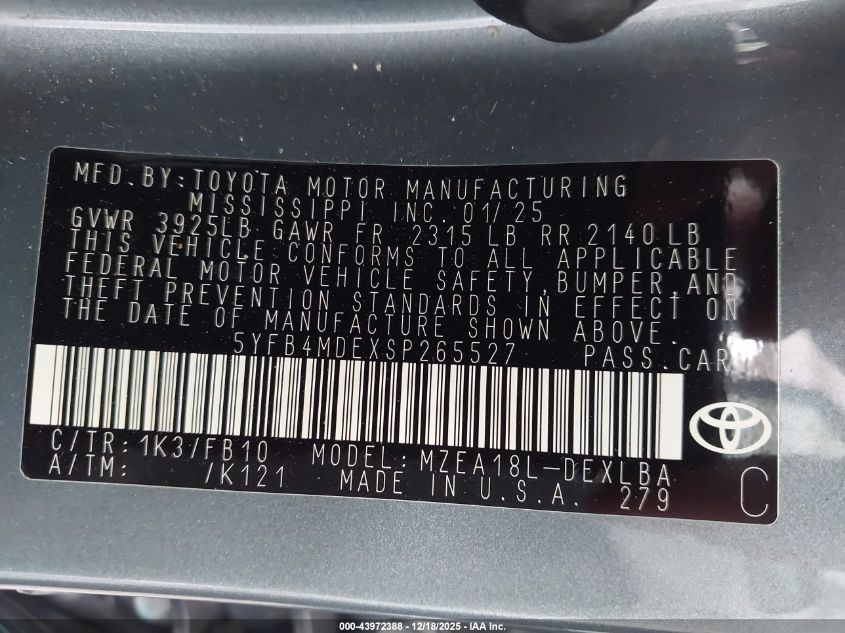 MFD.BY:TOYOTA MOTOR MANUFACTURING
MISSISSIPPI INC. 01/25
GVWR 3925LB GAWR FR 2315 LB RR 2140 LB
THIS VEHICLE CONFORMS TO ALL APPLICABLE
FEDERAL MOTOR VEHICLE SAFETY,BUMPER,AND
THEFT PREVENTION STANDARDS IN EFFECT ON
THE DATE OF MANUFACTURE SHOWN ABOVE.
5YFB4MDEXSP265527 PASS.CAR
C/TR: 1K3/FB10 MODEL: MZEA18L-DEXLBA
A/TM: /K121 MADE IN U.S.A. 279
C
000-43972388 | 12/18/2025 | © IAA Inc.